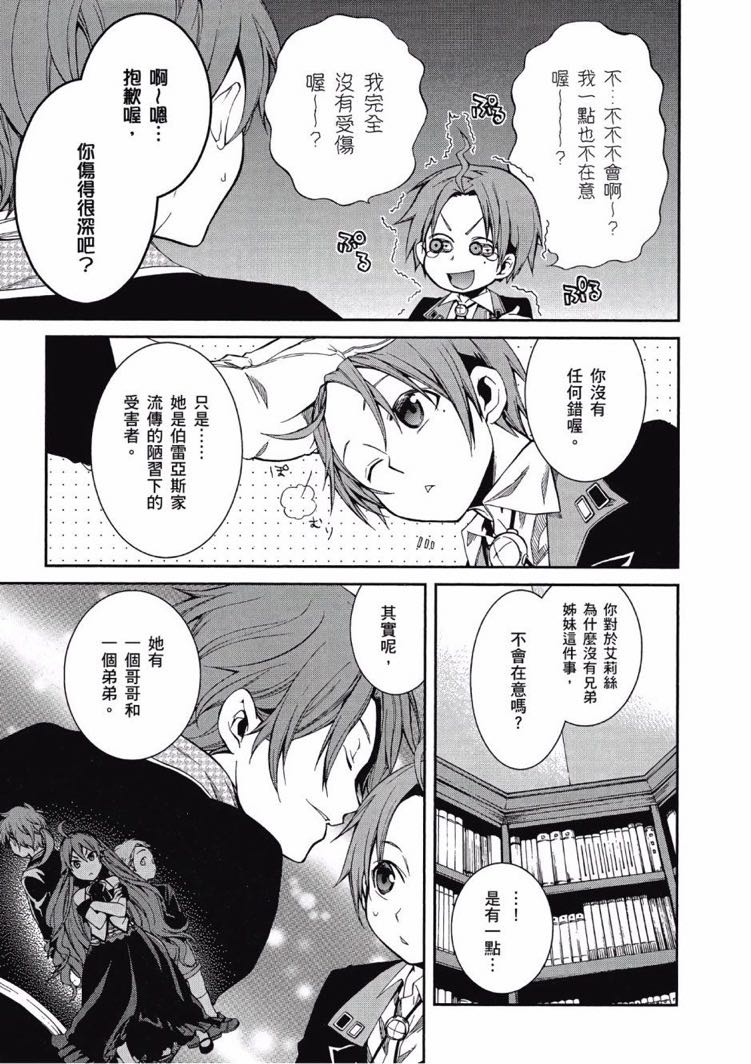 不…不不不會啊～？
我一點也不在意
喔～～？
ぷる
ぷる
ぷる
我完全
沒有受傷
喔～～？
啊～嗯…
抱歉喔，
你傷得很深吧？
你沒有
任何錯喔。
ぽ
むり
只是……
她是伯雷亞斯家
流傳的陋習下的
受害者。
你對於艾莉絲
為什麼沒有兄弟
姊妹這件事，
不會在意嗎？
…！
是有一點…
其實呢，
她有
一個哥哥和
一個弟弟。